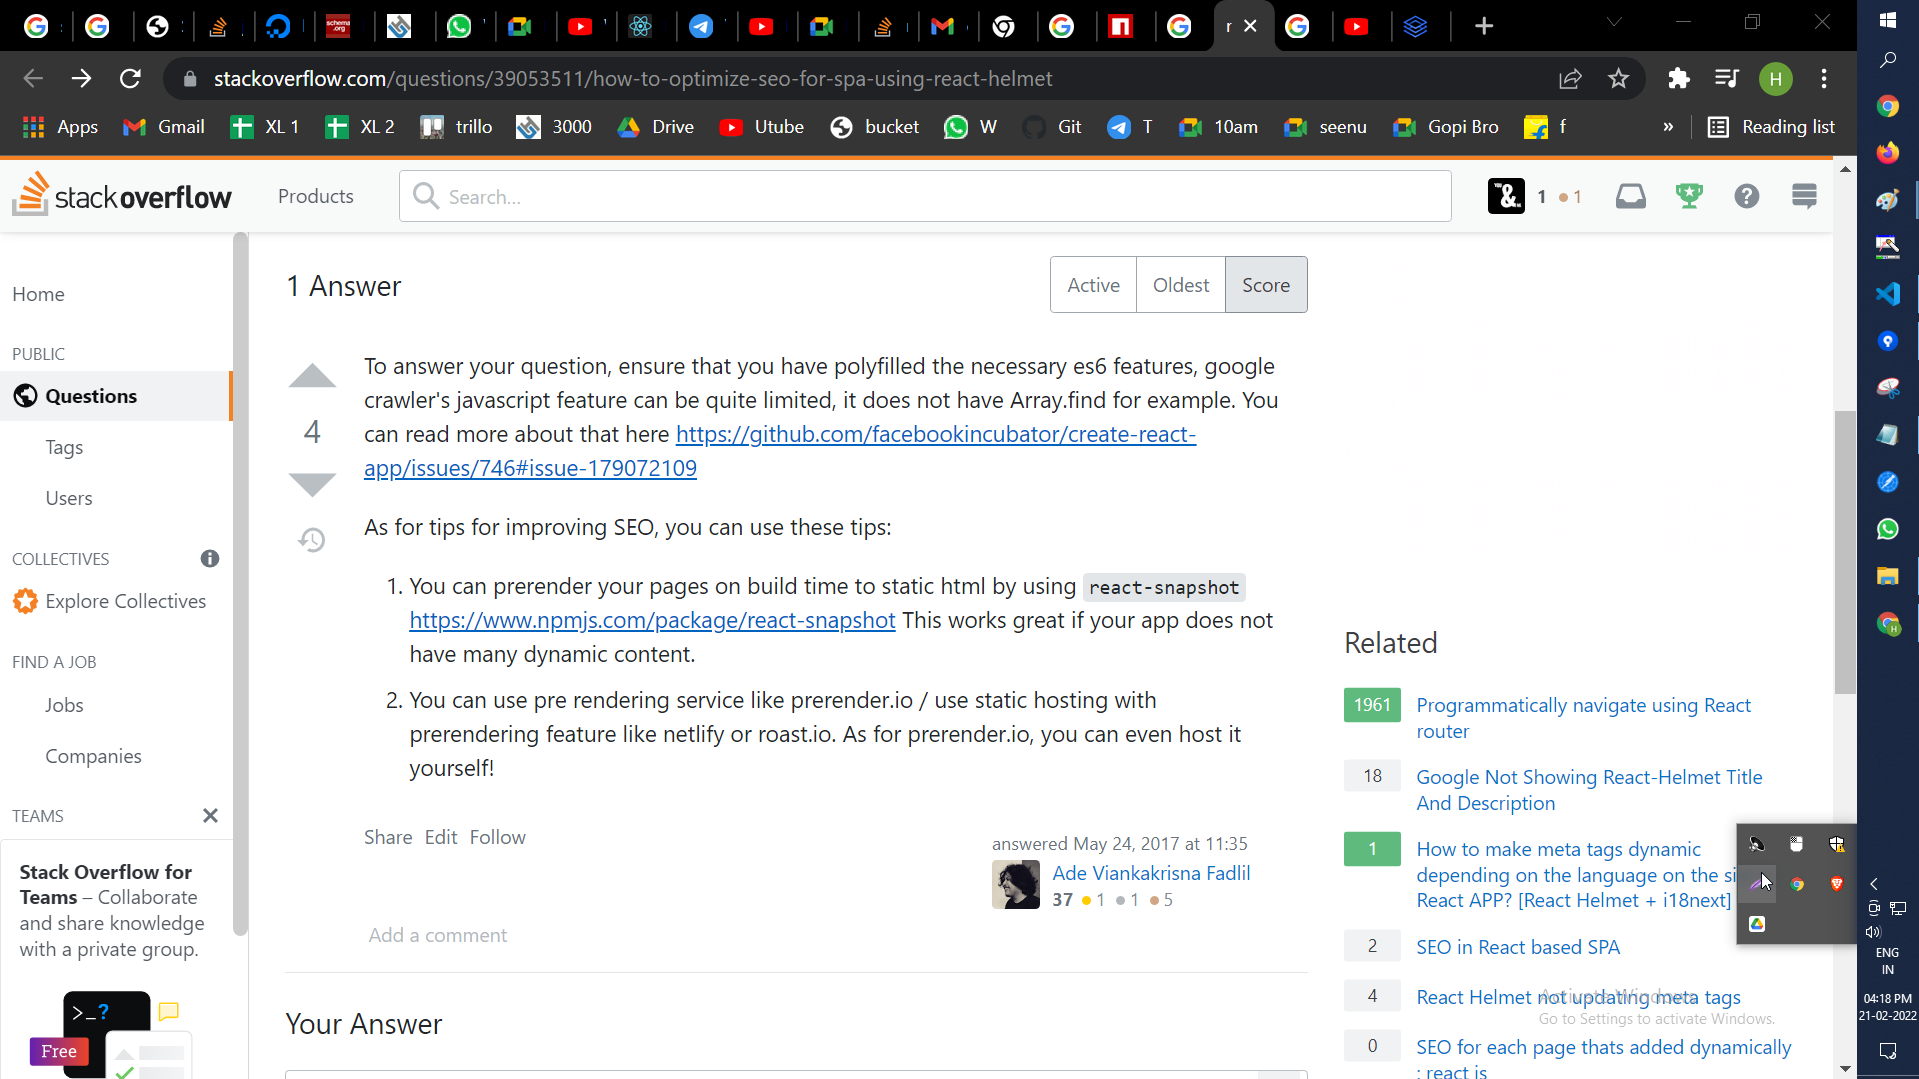 stackoverflow.com/questions/39053511/how-to-optimize-seo-for-spa-using-react-helmet
H
Apps
Gmail
XL 1
XL 2
trillo
3000
Drive
Utube
bucket
W
Git
T
10am
seenu
Gopi Bro
f
»
Reading list
stackoverflow
Products
Search...
1
1
Home
PUBLIC
Questions
Tags
Users
COLLECTIVES
Explore Collectives
FIND A JOB
Jobs
Companies
TEAMS
Stack Overflow for
Teams – Collaborate
and share knowledge
with a private group.
>_?
Free
1 Answer
Active
Oldest
Score
4
To answer your question, ensure that you have polyfilled the necessary es6 features, google
crawler's javascript feature can be quite limited, it does not have Array.find for example. You
can read more about that here https://github.com/facebookincubator/create-react-
app/issues/746#issue-179072109
As for tips for improving SEO, you can use these tips:
1. You can prerender your pages on build time to static html by using react-snapshot
https://www.npmjs.com/package/react-snapshot This works great if your app does not
have many dynamic content.
2. You can use pre rendering service like prerender.io / use static hosting with
prerendering feature like netlify or roast.io. As for prerender.io, you can even host it
yourself!
Share Edit Follow
answered May 24, 2017 at 11:35
Ade Viankakrisna Fadlil
37 1 1 5
Add a comment
Your Answer
Related
1961
Programmatically navigate using React
router
18
Google Not Showing React-Helmet Title
And Description
1
How to make meta tags dynamic
depending on the language on the si
React APP? [React Helmet + i18next]
2
SEO in React based SPA
4
React Helmet not updating meta tags
0
SEO for each page thats added dynamically
: react js
Activate Windows
Go to Settings to activate Windows.
ENG
IN
04:18 PM
21-02-2022